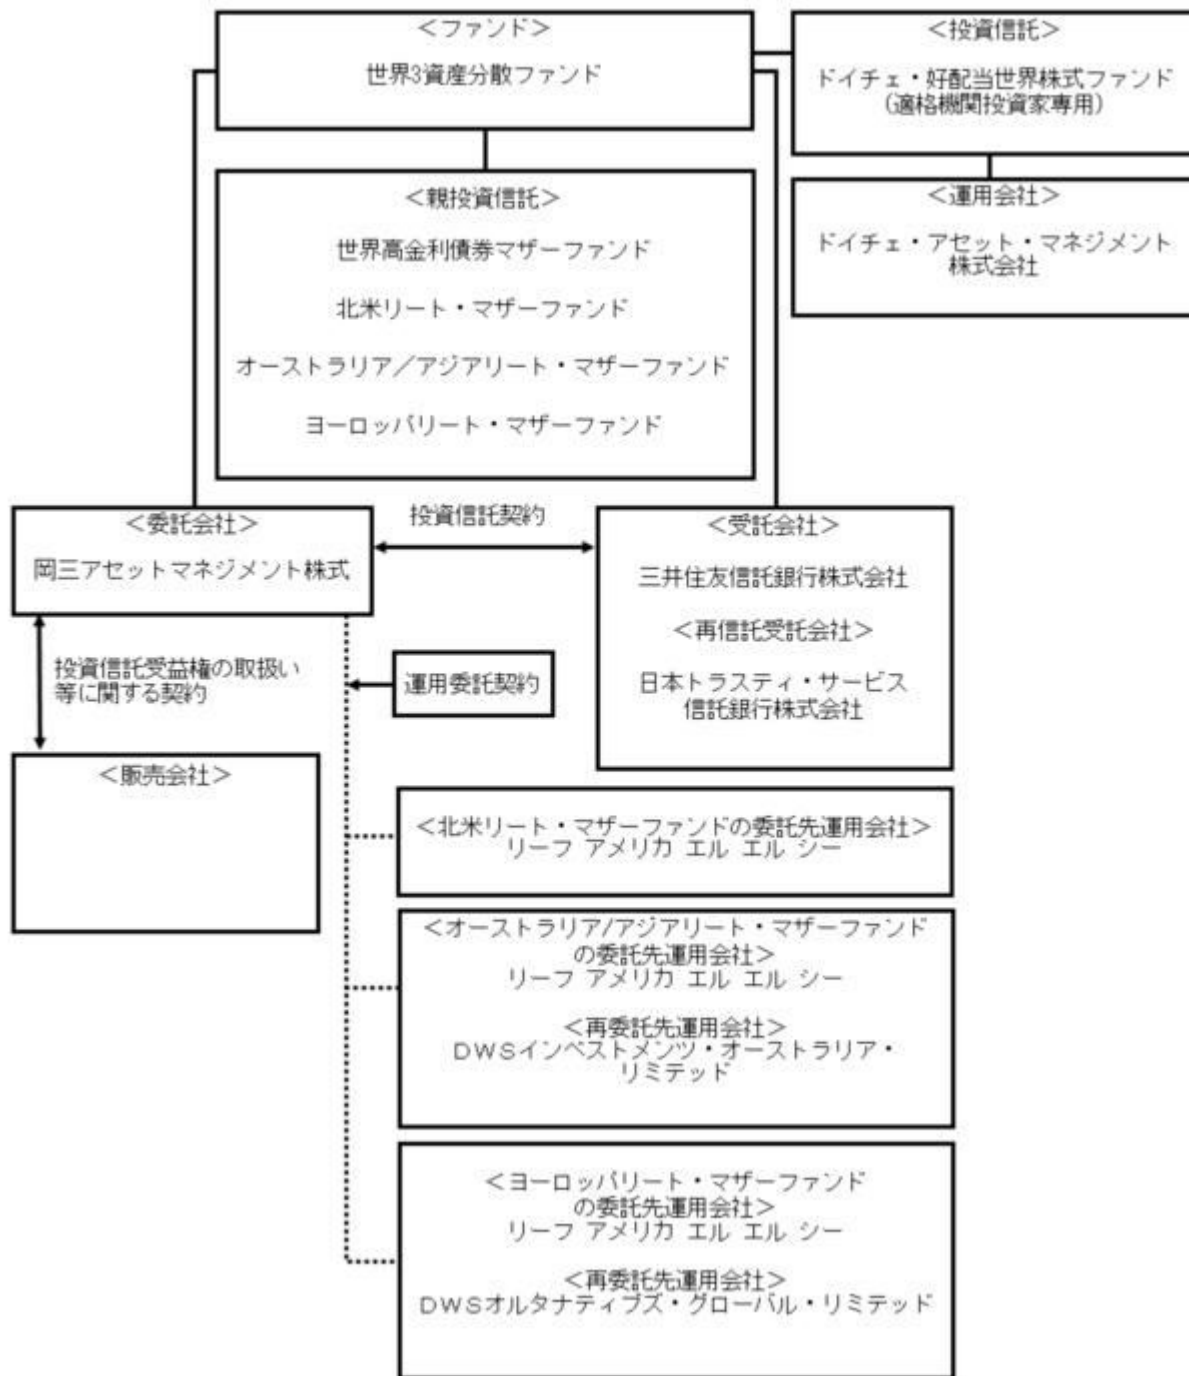 ＜ファンド＞
世界3資産分散ファンド
＜投資信託＞
ドイチェ・好配当世界株式ファンド
(適格機関投資家専用)
＜運用会社＞
ドイチェ・アセット・マネジメント
株式会社
＜親投資信託＞
世界高金利債券マザーファンド
北米リート・マザーファンド
オーストラリア／アジアリート・マザーファンド
ヨーロッパリート・マザーファンド
＜委託会社＞
岡三アセットマネジメント株式
投資信託契約
＜受託会社＞
三井住友信託銀行株式会社
＜再信託受託会社＞
日本トラスティ・サービス
信託銀行株式会社
投資信託受益権の取扱い
等に関する契約
運用委託契約
＜販売会社＞
＜北米リート・マザーファンドの委託先運用会社＞
リーフ アメリカ エル エル シー
＜オーストラリア/アジアリート・マザーファンド
の委託先運用会社＞
リーフ アメリカ エル エル シー
＜再委託先運用会社＞
ＤＷＳインベストメンツ・オーストラリア・
リミテッド
＜ヨーロッパリート・マザーファンド
の委託先運用会社＞
リーフ アメリカ エル エル シー
＜再委託先運用会社＞
ＤＷＳオルタナティブズ・グローバル・リミテッド